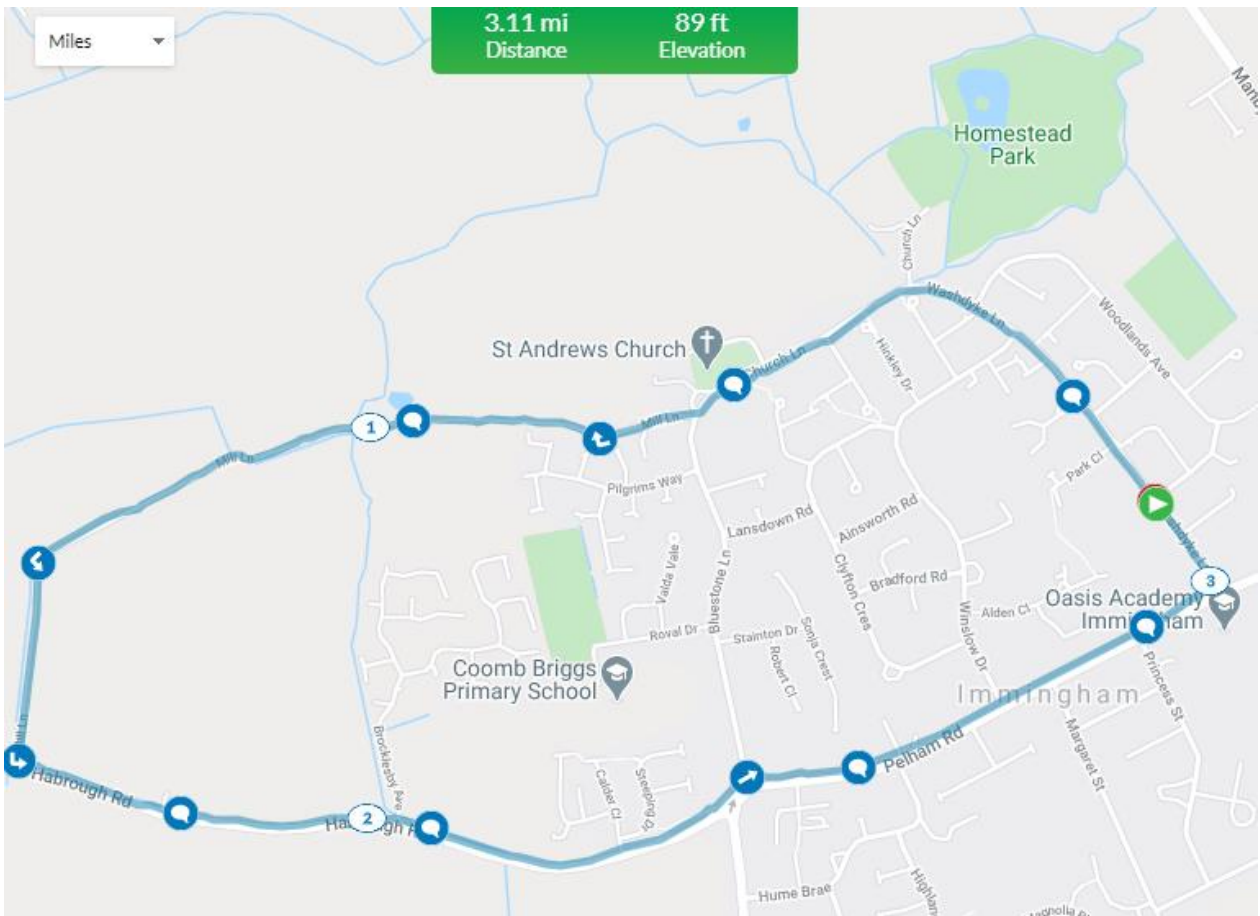 Miles
3.11 mi
Distance
89 ft
Elevation
Homestead
Park
Church Ln
Washdyke Ln
Woodlands Ave
St Andrews Church
Church Ln
Hinkley Dr
1
Mill Ln
Mill Ln
Park Cl
Pilgrims Way
Lansdown Rd
Ainsworth Rd
Valda Vale
Bluestone Ln
Clyfton Cres
Bradford Rd
Winslow Dr
Alden Cl
3
Oasis Academy
Immingham
Roval Dr
Stainton Dr
Sonja Crest
Robert Cl
Coomb Briggs
Primary School
Immingham
Princess St
Margaret St
Pelham Rd
Brocklesby Ave
Habrough Rd
Calder Cl
2
Hume Brae